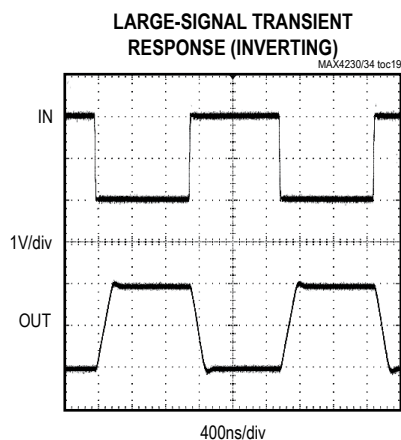 LARGE-SIGNAL TRANSIENT
RESPONSE (INVERTING)
MAX4230/34 toc19
IN
1V/div
OUT
400ns/div